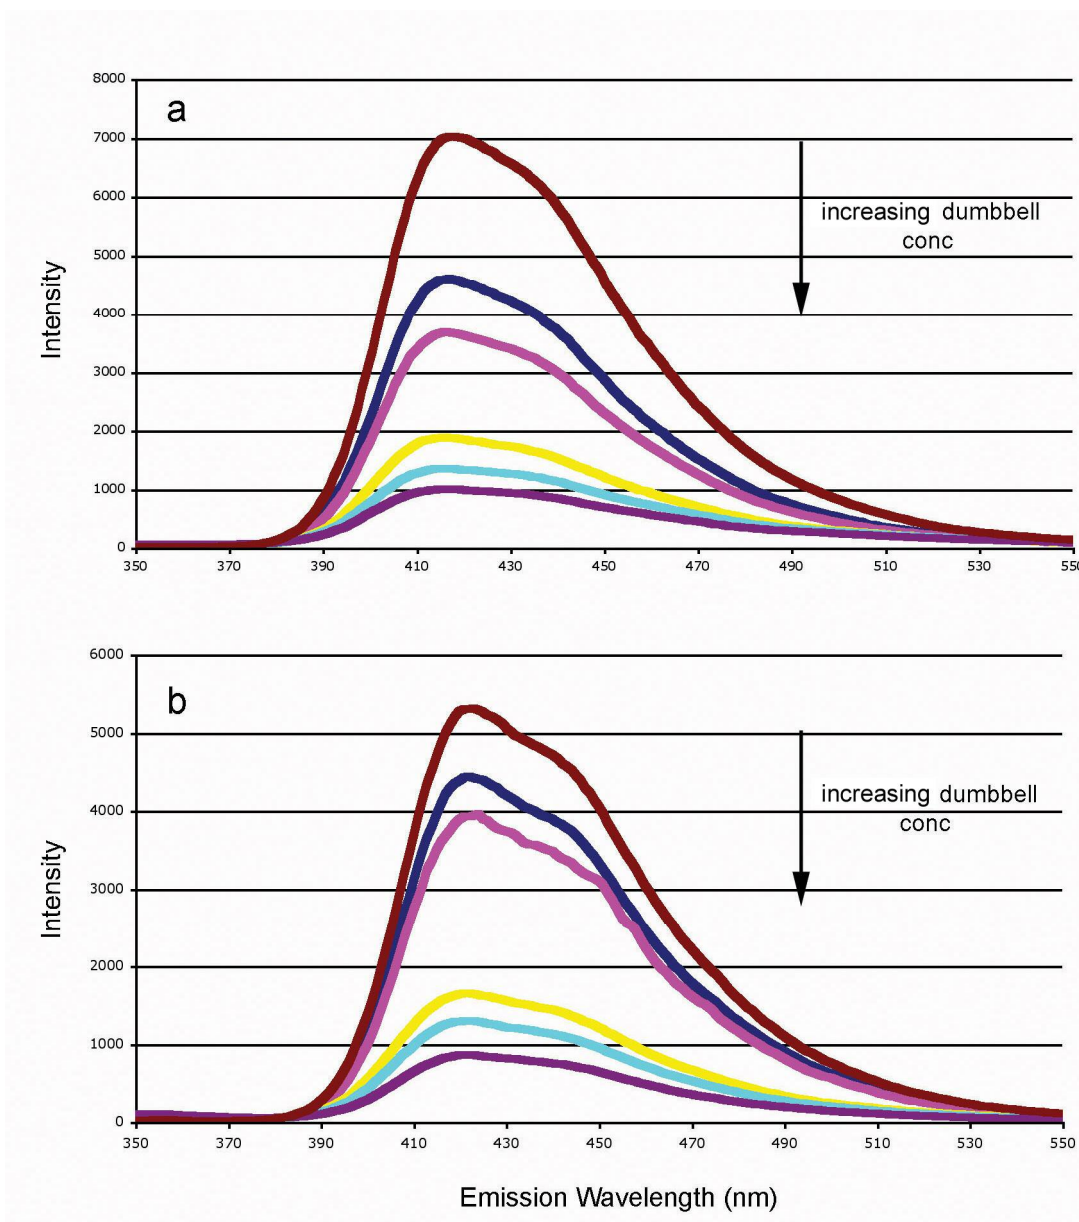 8000
a
7000
6000
increasing dumbbell
conc
5000
4000
Intensity
3000
2000
1000
0
350 370 390 410 430 450 470 490 510 530 550
6000
b
5000
4000
increasing dumbbell
conc
3000
Intensity
2000
1000
0
350 370 390 410 430 450 470 490 510 530 550
Emission Wavelength (nm)